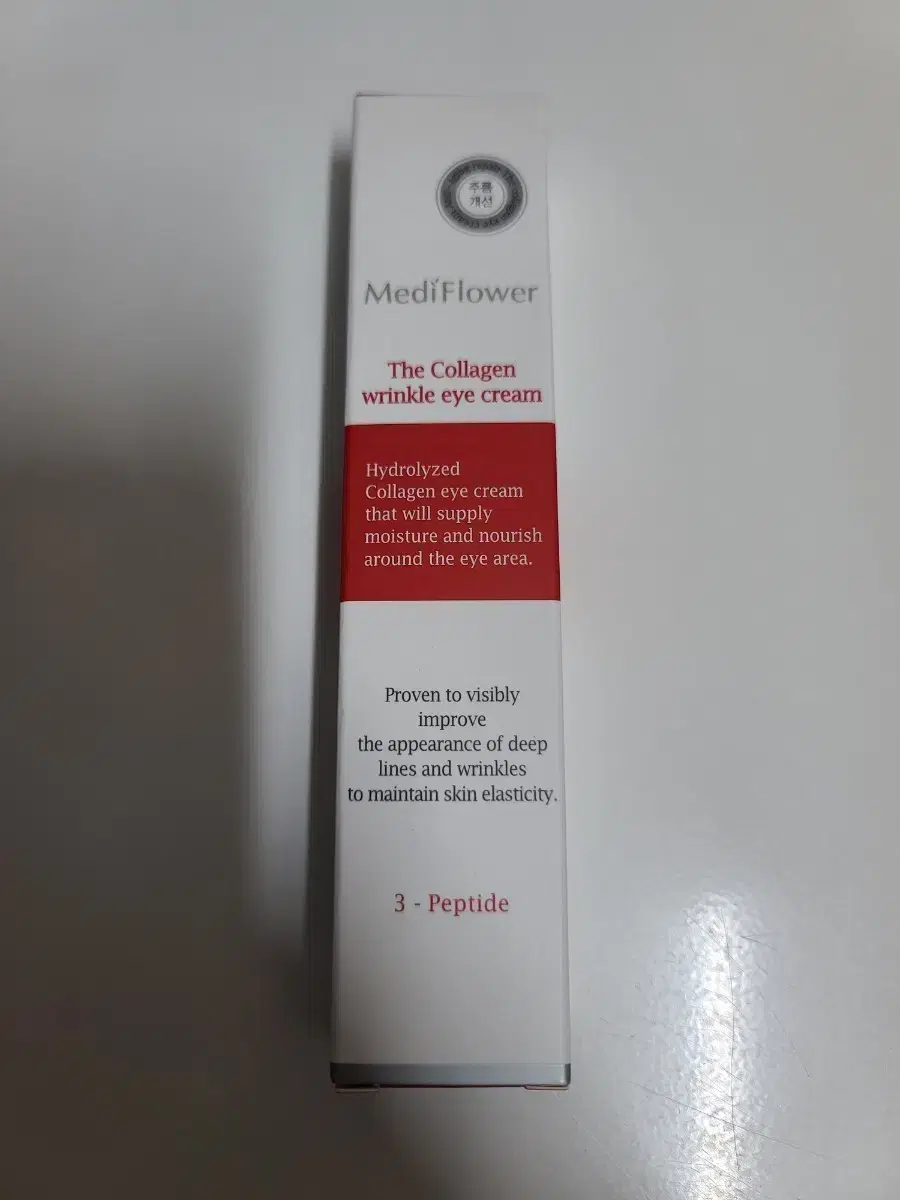 주름
개선
MediFlower
The Collagen
wrinkle eye cream
Hydrolyzed
Collagen eye cream
that will supply
moisture and nourish
around the eye area.
Proven to visibly
improve
the appearance of deep
lines and wrinkles
to maintain skin elasticity.
3 - Peptide